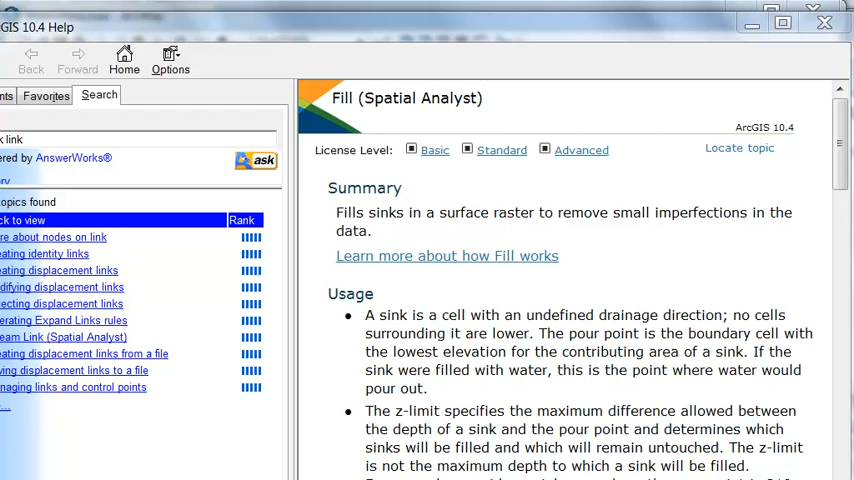 GIS 10.4 Help
Back
Forward
Home
Options
nts
Favorites
Search
k link
ered by AnswerWorks®
ask
ry
topics found
ck to view
Rank
re about nodes on link
eating identity links
eating displacement links
difying displacement links
ecting displacement links
erating Expand Links rules
eam Link (Spatial Analyst)
eating displacement links from a file
ving displacement links to a file
naging links and control points
...
Fill (Spatial Analyst)
ArcGIS 10.4
License Level: Basic Standard Advanced
Locate topic
Summary
Fills sinks in a surface raster to remove small imperfections in the
data.
Learn more about how Fill works
Usage
● A sink is a cell with an undefined drainage direction; no cells
surrounding it are lower. The pour point is the boundary cell with
the lowest elevation for the contributing area of a sink. If the
sink were filled with water, this is the point where water would
pour out.
● The z-limit specifies the maximum difference allowed between
the depth of a sink and the pour point and determines which
sinks will be filled and which will remain untouched. The z-limit
is not the maximum depth to which a sink will be filled.